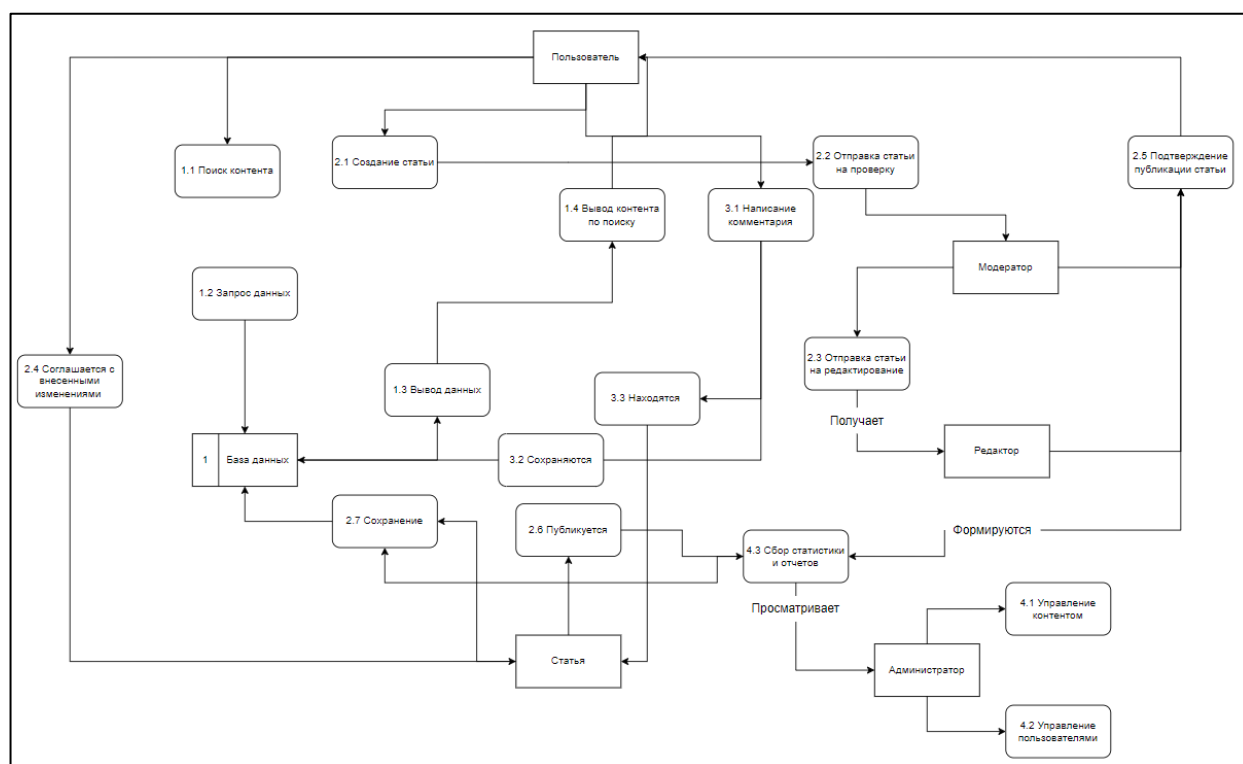 Пользователь
1.1 Поиск контента
2.1 Создание статьи
2.2 Отправка статьи
на проверку
2.5 Подтверждение
публикации статьи
1.4 Вывод контента
по поиску
3.1 Написание
комментария
Модератор
1.2 Запрос данных
2.4 Соглашается с
внесенными
изменениями
1.3 Вывод данных
3.3 Находятся
2.3 Отправка статьи
на редактирование
Получает
1
База данных
3.2 Сохраняются
Редактор
2.7 Сохранение
2.6 Публикуется
4.3 Сбор статистики
и отчетов
Формируются
Просматривает
4.1 Управление
контентом
Статья
Администратор
4.2 Управление
пользователями